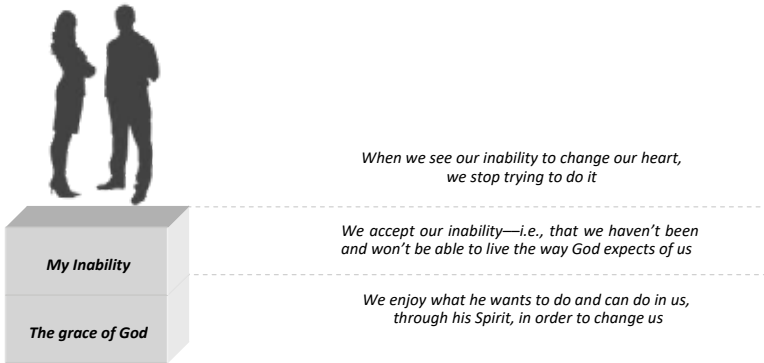 When we see our inability to change our heart,
we stop trying to do it
We accept our inability—i.e., that we haven’t been
and won’t be able to live the way God expects of us
My Inability
We enjoy what he wants to do and can do in us,
through his Spirit, in order to change us
The grace of God